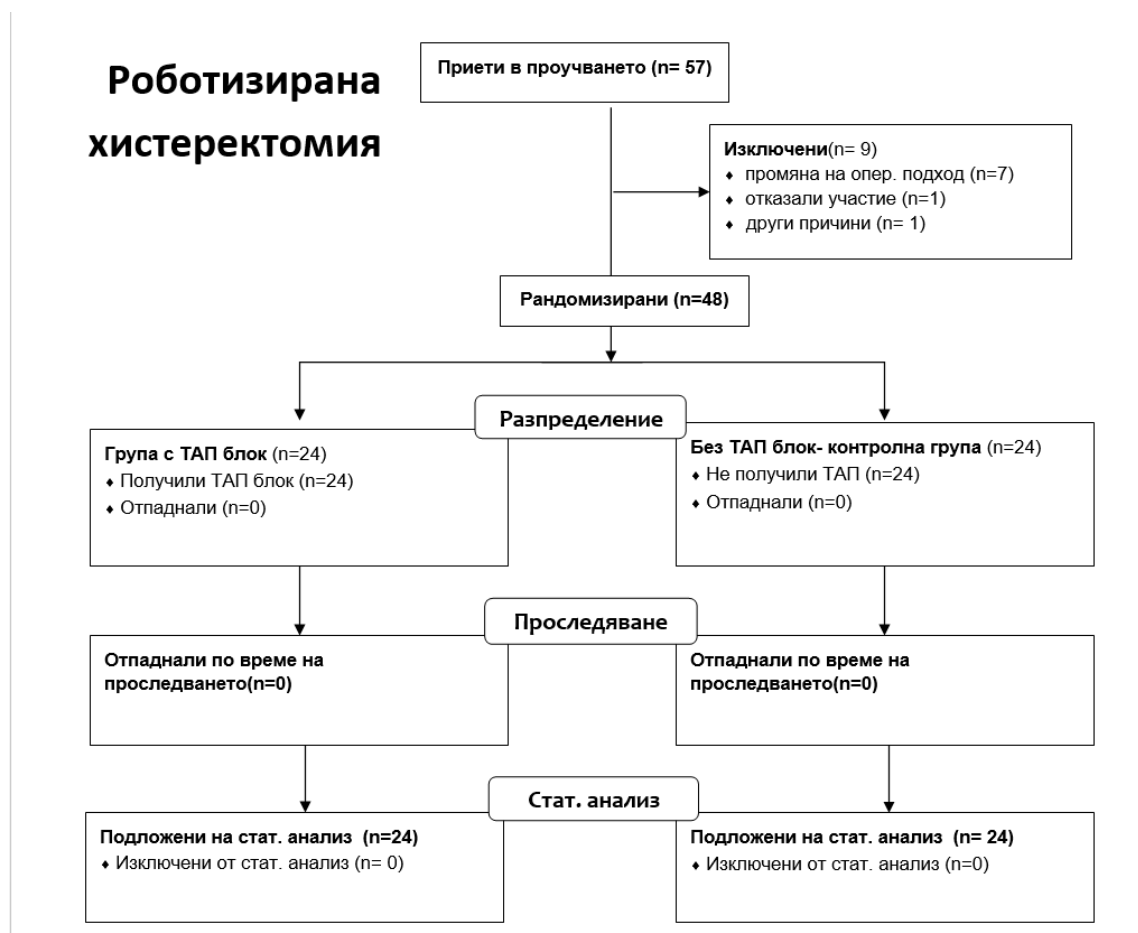 Роботизирана
хистеректомия
Приети в проучването (n= 57)
Изключени(n= 9)
♦ промяна на опер. подход (n=7)
♦ отказали участие (n=1)
♦ други причини (n= 1)
Рандомизирани (n=48)
Разпределение
Група с ТАП блок (n=24)
♦ Получили ТАП блок (n=24)
♦ Отпаднали (n=0)
Без ТАП блок- контролна група (n=24)
♦ Не получили ТАП (n=24)
♦ Отпаднали (n=0)
Проследяване
Отпаднали по време на
проследването(n=0)
Отпаднали по време на
проследването(n=0)
Стат. анализ
Подложени на стат. анализ (n=24)
♦ Изключени от стат. анализ (n= 0)
Подложени на стат. анализ (n= 24)
♦ Изключени от стат. анализ (n=0)